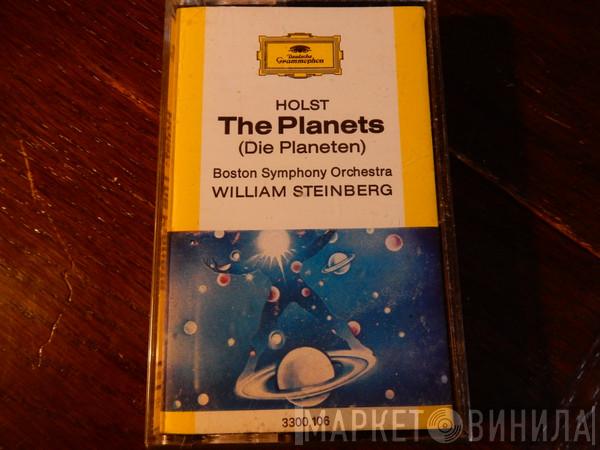 Deutsche
Grammophon
HOLST
The Planets
(Die Planeten)
Boston Symphony Orchestra
WILLIAM STEINBERG
3300 106
МАРКЕТ ВИНИЛА